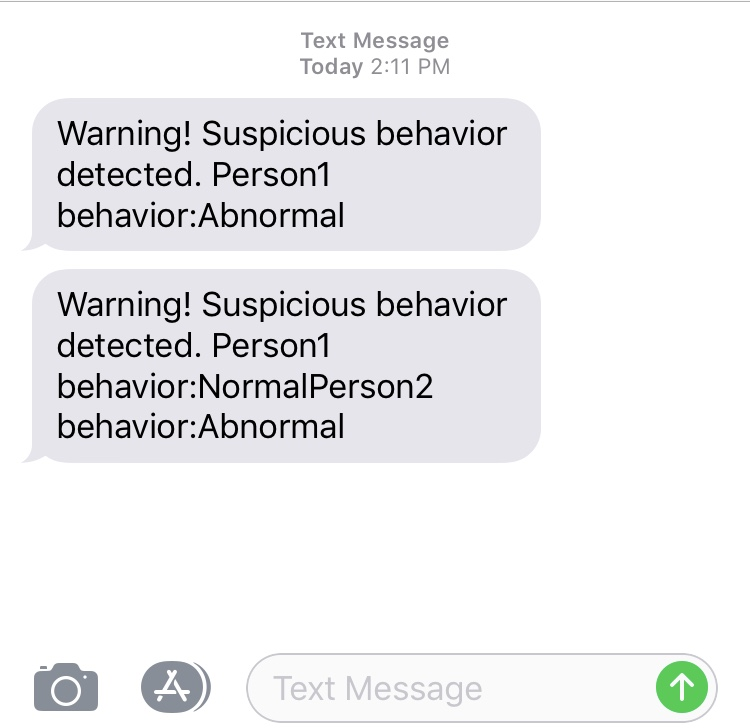 Text Message
Today 2:11 PM
Warning! Suspicious behavior
detected. Person1
behavior:Abnormal
Warning! Suspicious behavior
detected. Person1
behavior:NormalPerson2
behavior:Abnormal
Text Message